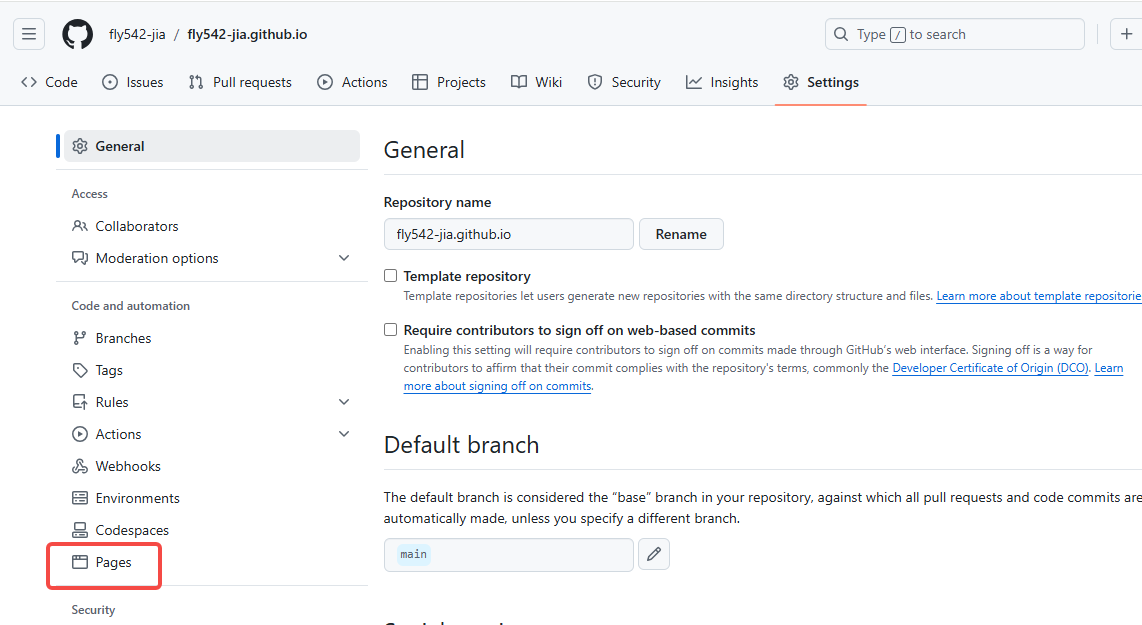 fly542-jia / fly542-jia.github.io
Type / to search
Code Issues Pull requests Actions Projects Wiki Security Insights Settings
General
Access
Collaborators
Moderation options
Code and automation
Branches
Tags
Rules
Actions
Webhooks
Environments
Codespaces
Pages
Security
General
Repository name
fly542-jia.github.io Rename
Template repository
Template repositories let users generate new repositories with the same directory structure and files. Learn more about template repositorie
Require contributors to sign off on web-based commits
Enabling this setting will require contributors to sign off on commits made through GitHub's web interface. Signing off is a way for
contributors to affirm that their commit complies with the repository's terms, commonly the Developer Certificate of Origin (DCO). Learn
more about signing off on commits.
Default branch
The default branch is considered the “base” branch in your repository, against which all pull requests and code commits are
automatically made, unless you specify a different branch.
main